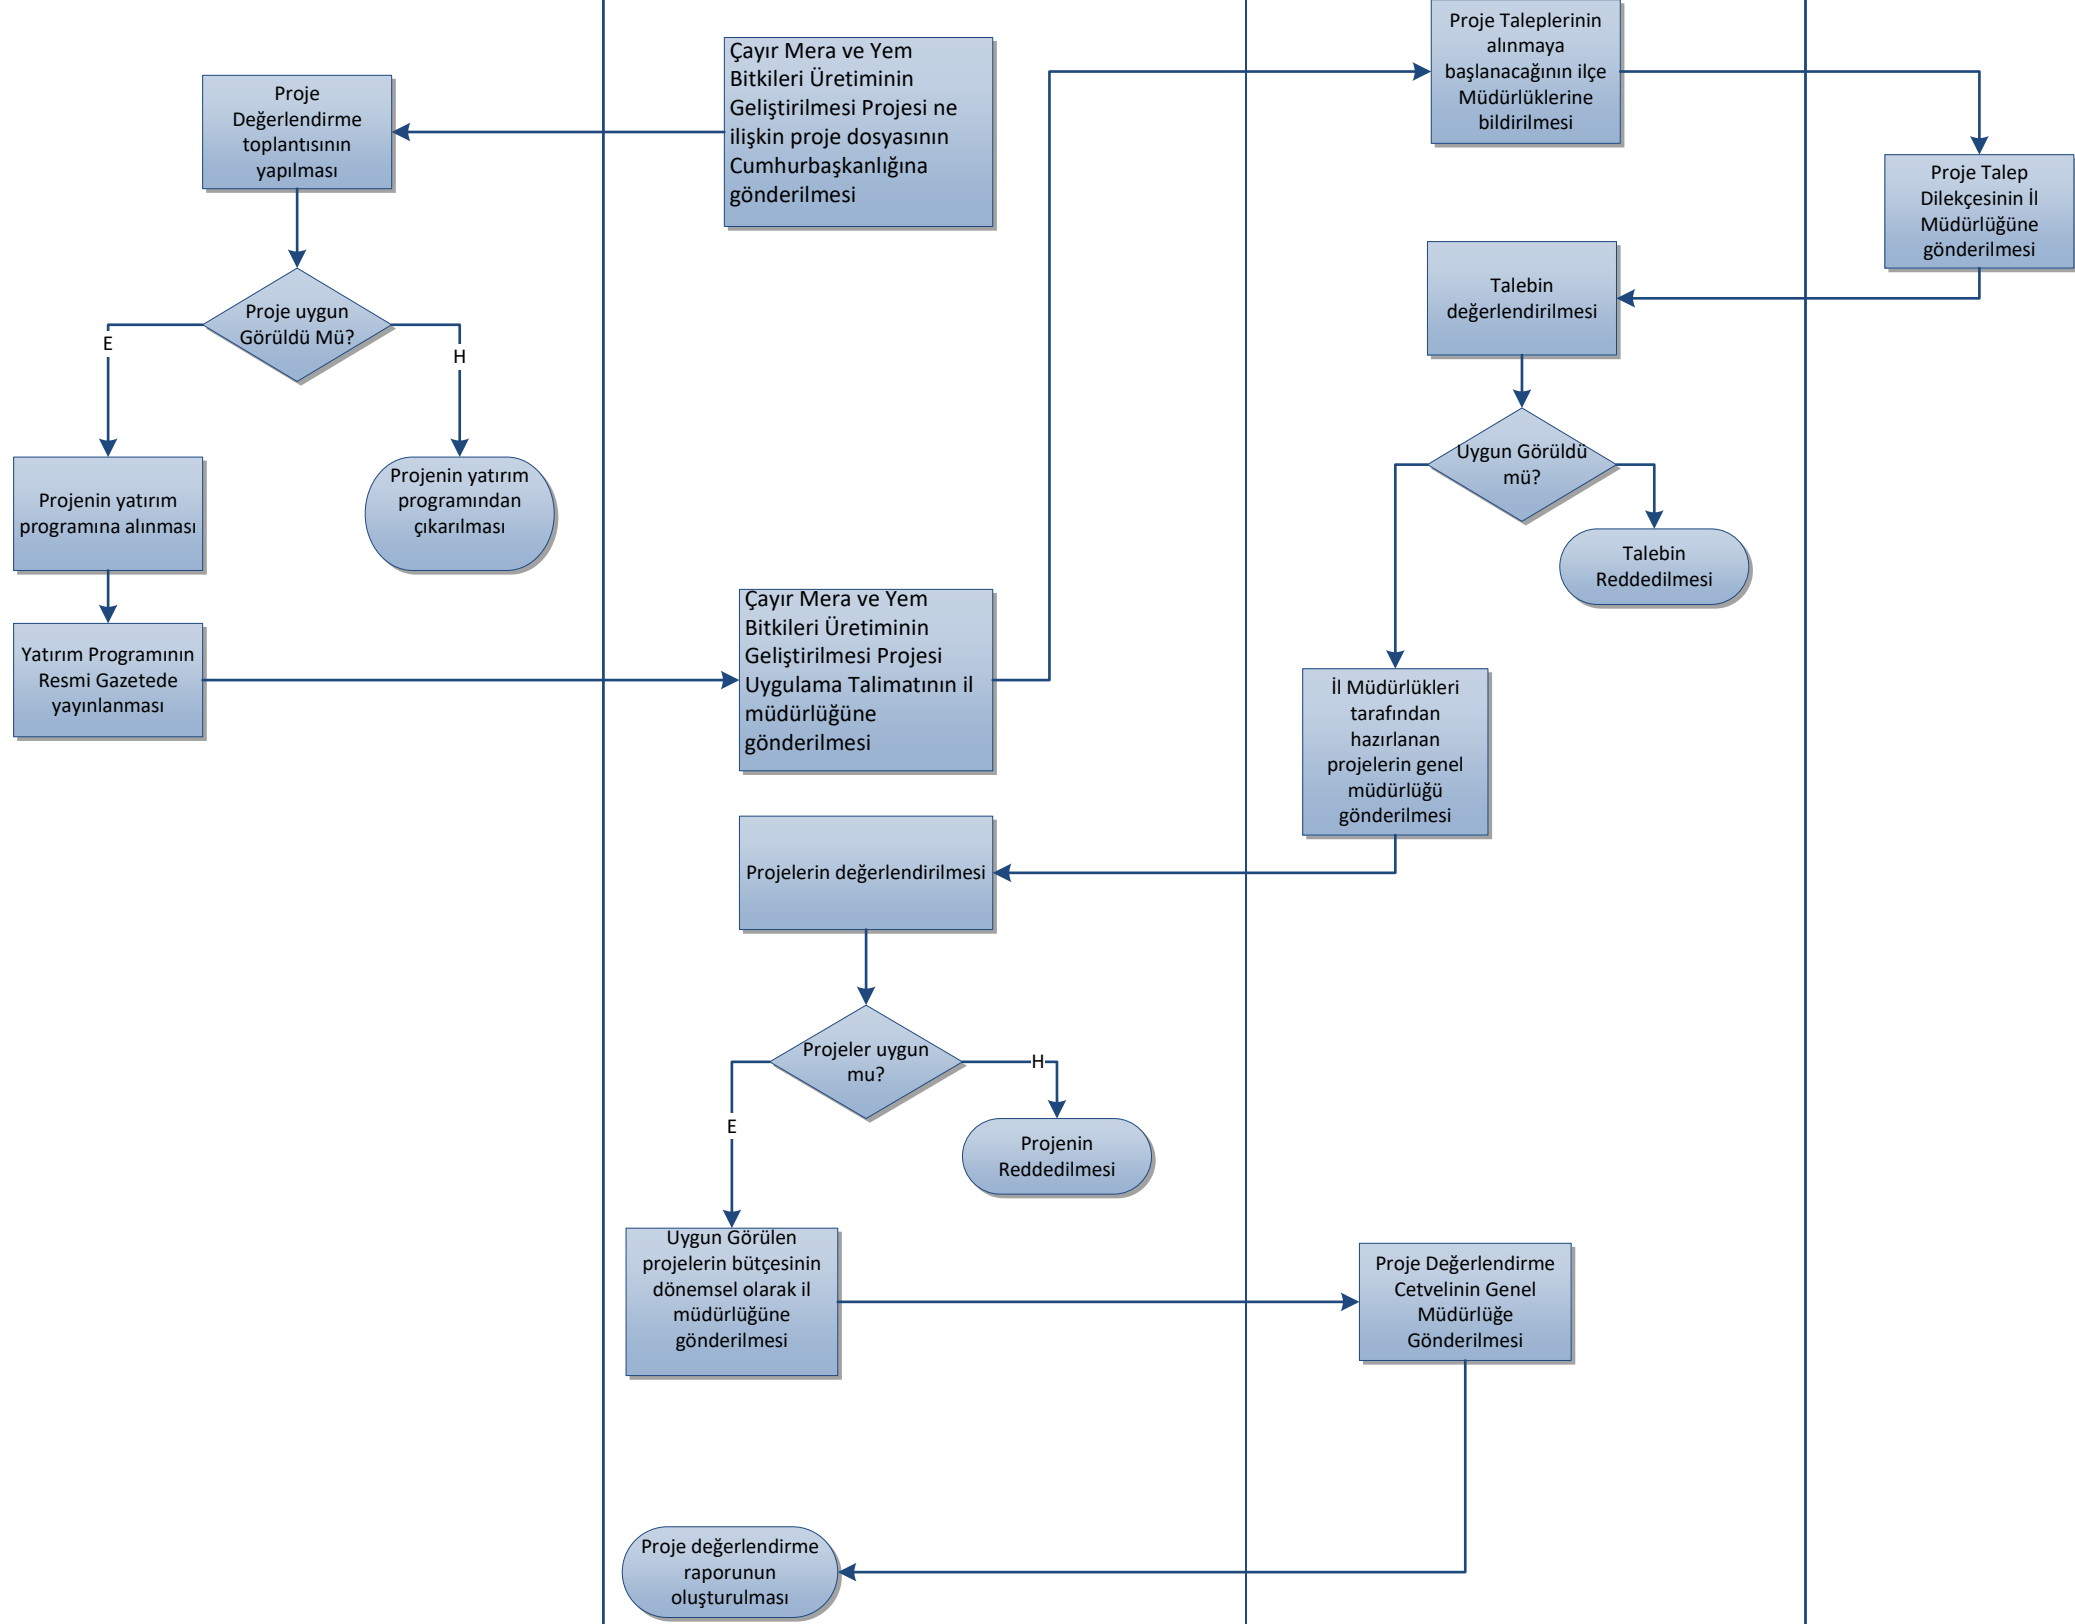 Çayır Mera ve Yem
Bitkileri Üretiminin
Geliştirilmesi Projesi ne
ilişkin proje dosyasının
Cumhurbaşkanlığına
gönderilmesi
Proje
Değerlendirme
toplantısının
yapılması
Proje uygun
Görüldü Mü?
E
H
Projenin yatırım
programına alınması
Projenin yatırım
programından
çıkarılması
Yatırım Programının
Resmi Gazetede
yayınlanması
Çayır Mera ve Yem
Bitkileri Üretiminin
Geliştirilmesi Projesi
Uygulama Talimatının il
müdürlüğüne
gönderilmesi
Proje Taleplerinin
alınmaya
başlanacağının ilçe
Müdürlüklerine
bildirilmesi
Proje Talep
Dilekçesinin İl
Müdürlüğüne
gönderilmesi
Talebin
değerlendirilmesi
Uygun Görüldü
mü?
Talebin
Reddedilmesi
İl Müdürlükleri
tarafından
hazırlanan
projelerin genel
müdürlüğü
gönderilmesi
Projelerin değerlendirilmesi
Projeler uygun
mu?
H
E
Projenin
Reddedilmesi
Uygun Görülen
projelerin bütçesinin
dönemsel olarak il
müdürlüğüne
gönderilmesi
Proje Değerlendirme
Cetvelinin Genel
Müdürlüğe
Gönderilmesi
Proje değerlendirme
raporunun
oluşturulması